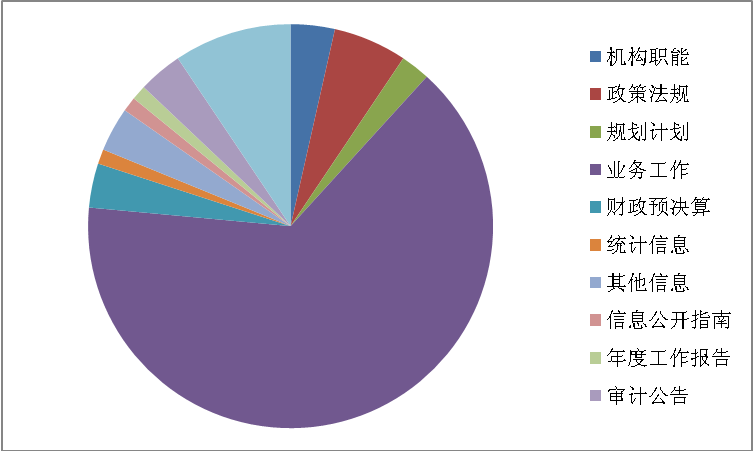 机构职能
政策法规
规划计划
业务工作
财政预决算
统计信息
其他信息
信息公开指南
年度工作报告
审计公告